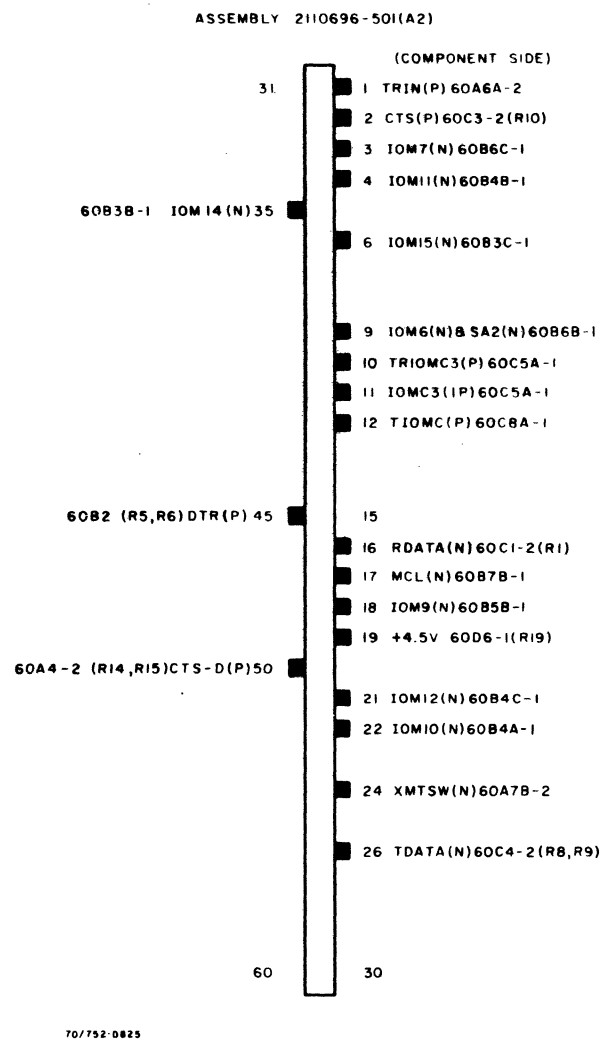 ASSEMBLY 2110696-501(A2)
(COMPONENT SIDE)
31 1 TRIN(P)60A6A-2
2 CTS(P)60C3-2(R10)
3 IOM7(N)60B6C-1
4 IOM11(N)60B4B-1
60B3B-1 IOM14(N)35
6 IOM15(N)60B3C-1
9 IOM6(N)&SA2(N)60B6B-1
10 TRIOMC3(P)60C5A-1
11 IOMC3(1P)60C5A-1
12 TIOMC(P)60C8A-1
60B2 (R5,R6)DTR(P)45 15
16 RDATA(N)60C1-2(R1)
17 MCL(N)60B7B-1
18 IOM9(N)60B5B-1
19 +4.5V 60D6-1(R19)
60A4-2 (R14,R15)CTS-D(P)50
21 IOM12(N)60B4C-1
22 IOM10(N)60B4A-1
24 XMTSW(N)60A7B-2
26 TDATA(N)60C4-2(R8,R9)
60 30
70/752-0825